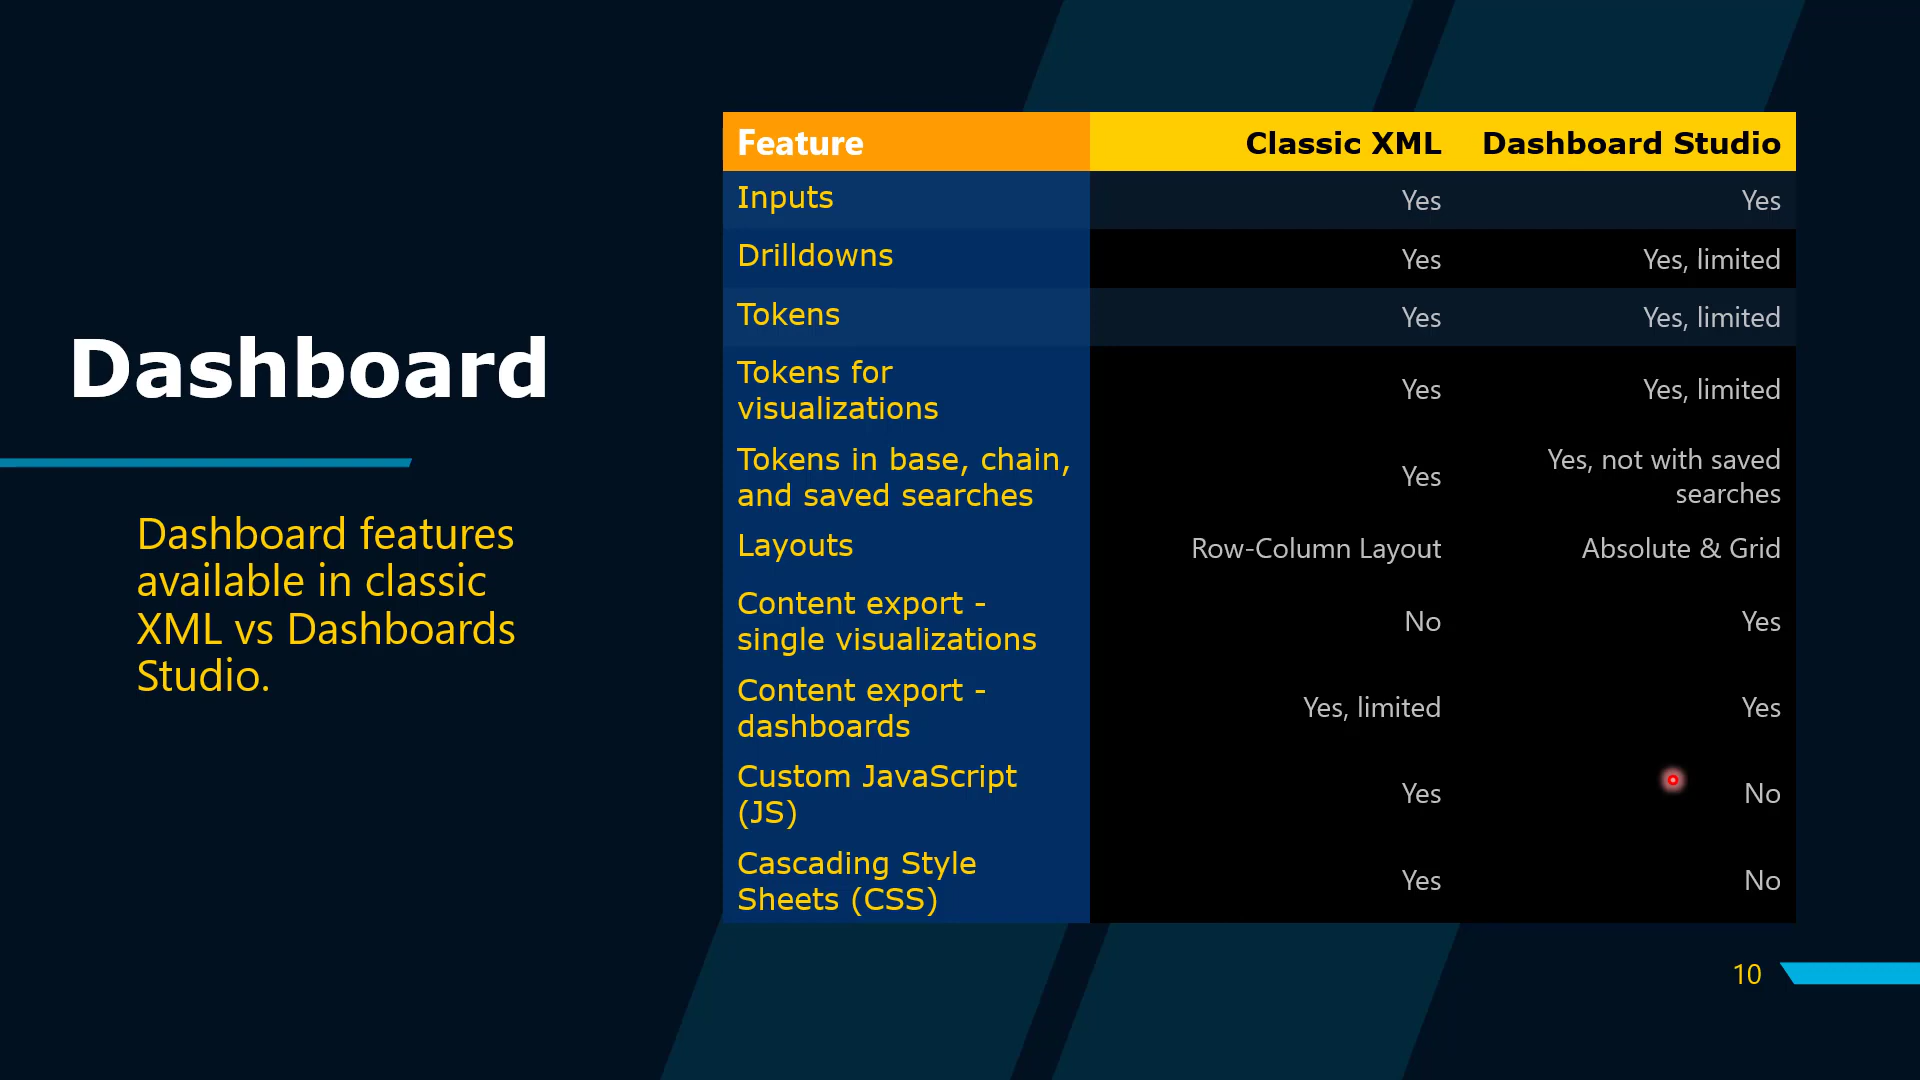 Dashboard
Dashboard features
available in classic
XML vs Dashboards
Studio.
Feature Classic XML Dashboard Studio
Inputs Yes Yes
Drilldowns Yes Yes, limited
Tokens Yes Yes, limited
Tokens for
visualizations Yes Yes, limited
Tokens in base, chain,
and saved searches Yes Yes, not with saved
searches
Layouts Row-Column Layout Absolute & Grid
Content export -
single visualizations No Yes
Content export -
dashboards Yes, limited Yes
Custom JavaScript
(JS) Yes No
Cascading Style
Sheets (CSS) Yes No
10